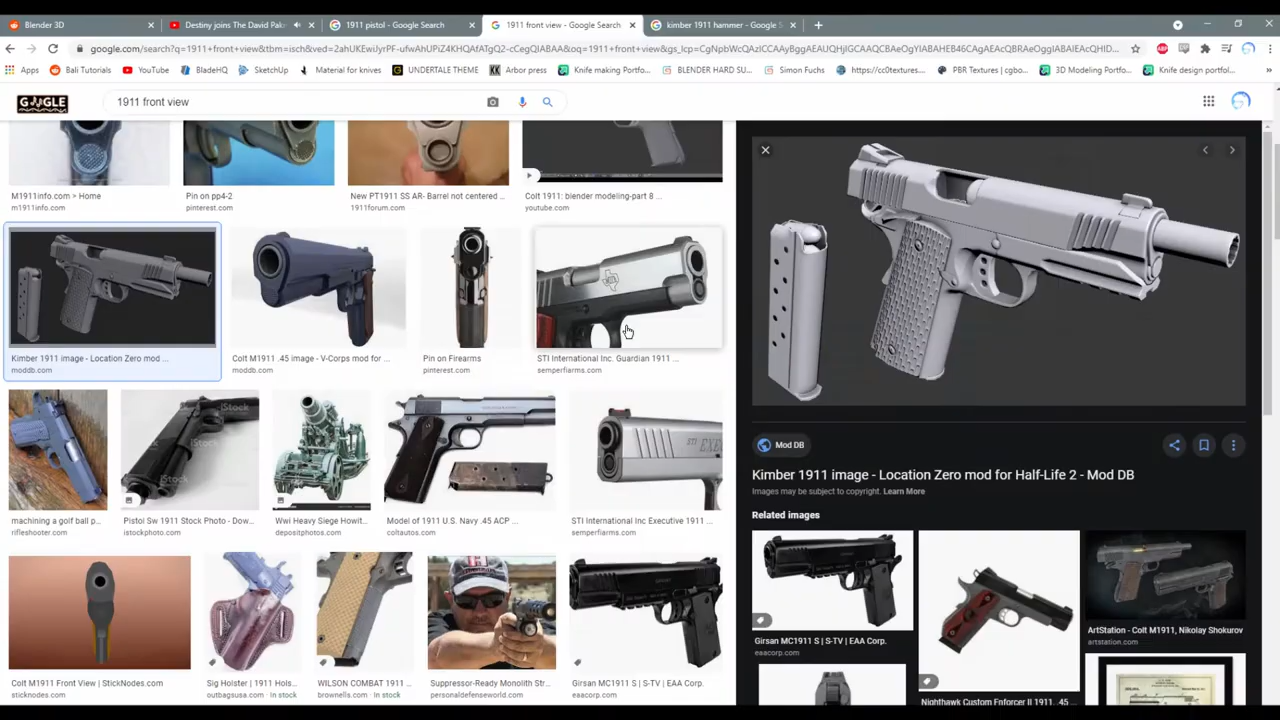 Blender 3D
Destiny joins The David Pak
1911 pistol - Google Search
1911 front view - Google Search
kimber 1911 hammer - Google S
google.com/search?q=1911+front+view&tbm=isch&ved=2ahUKEwiJyrPF-ufwAhUPiZ4KHQAfATgQ2-cCegQIABAA&oq=1911+front+view&gs_lcp=CgNpbWcQAzICCAAyBggAEAUQHjIGCAAQCBAeOgYIABAHEB46CAgAEAcQBRAeOggIABAIEAcQHlD...
Apps
Bali Tutorials
YouTube
BladeHQ
SketchUp
Material for knives
UNDERTALE THEME
Arbor press
Knife making Portfo...
BLENDER HARD SU...
Simon Fuchs
https://cc0textures....
PBR Textures | cgbo...
3D Modeling Portfo...
Knife design portfol...
GOOGLE
1911 front view
M1911info.com > Home
m1911info.com
Pin on pp4-2
pinterest.com
New PT1911 SS AR- Barrel not centered ...
1911forum.com
Colt 1911: blender modeling-part 8 ...
youtube.com
Kimber 1911 image - Location Zero mod ...
moddb.com
Colt M1911 .45 image - V-Corps mod for ...
moddb.com
Pin on Firearms
pinterest.com
STI International Inc. Guardian 1911 ...
semperfiarms.com
machining a golf ball p...
rifleshooter.com
iStock
Pistol Sw 1911 Stock Photo - Dow...
istockphoto.com
Wwi Heavy Siege Howit...
depositphotos.com
Model of 1911 U.S. Navy .45 ACP ...
coltautos.com
STI International Inc Executive 1911 ...
semperfiarms.com
Colt M1911 Front View | StickNodes.com
sticknodes.com
Sig Holster | 1911 Hols...
outbagsusa.com · In stock
WILSON COMBAT 1911 ...
brownells.com · In stock
Suppressor-Ready Monolith Str...
personaldefenseworld.com
Girsan MC1911 S | S-TV | EAA Corp.
eaacorp.com
Mod DB
Kimber 1911 image - Location Zero mod for Half-Life 2 - Mod DB
Images may be subject to copyright. Learn More
Related images
Girsan MC1911 S | S-TV | EAA Corp.
eaacorp.com
Nighthawk Custom Enforcer II 1911, .45 ...
ArtStation - Colt M1911, Nikolay Shokurov
artstation.com